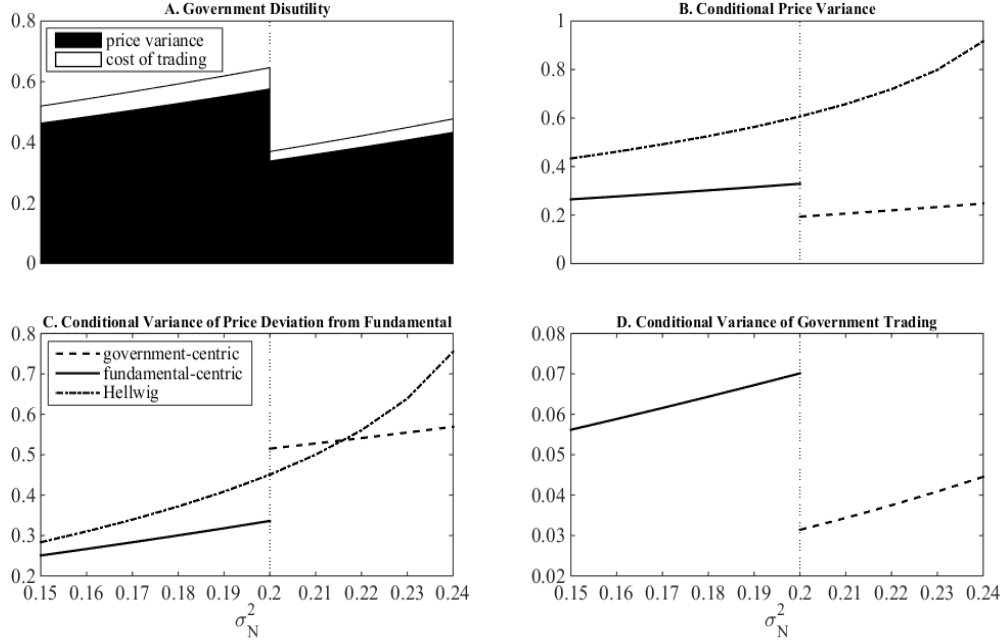 A. Government Disutility
0.8
0.6
0.4
0.2
0
price variance
cost of trading
B. Conditional Price Variance
1
0.8
0.6
0.4
0.2
0
C. Conditional Variance of Price Deviation from Fundamental
0.8
0.7
0.6
0.5
0.4
0.3
0.2
government-centric
fundamental-centric
Hellwig
0.15 0.16 0.17 0.18 0.19 0.2 0.21 0.22 0.23 0.24
σ²N
D. Conditional Variance of Government Trading
0.08
0.07
0.06
0.05
0.04
0.03
0.02
0.15 0.16 0.17 0.18 0.19 0.2 0.21 0.22 0.23 0.24
σ²N